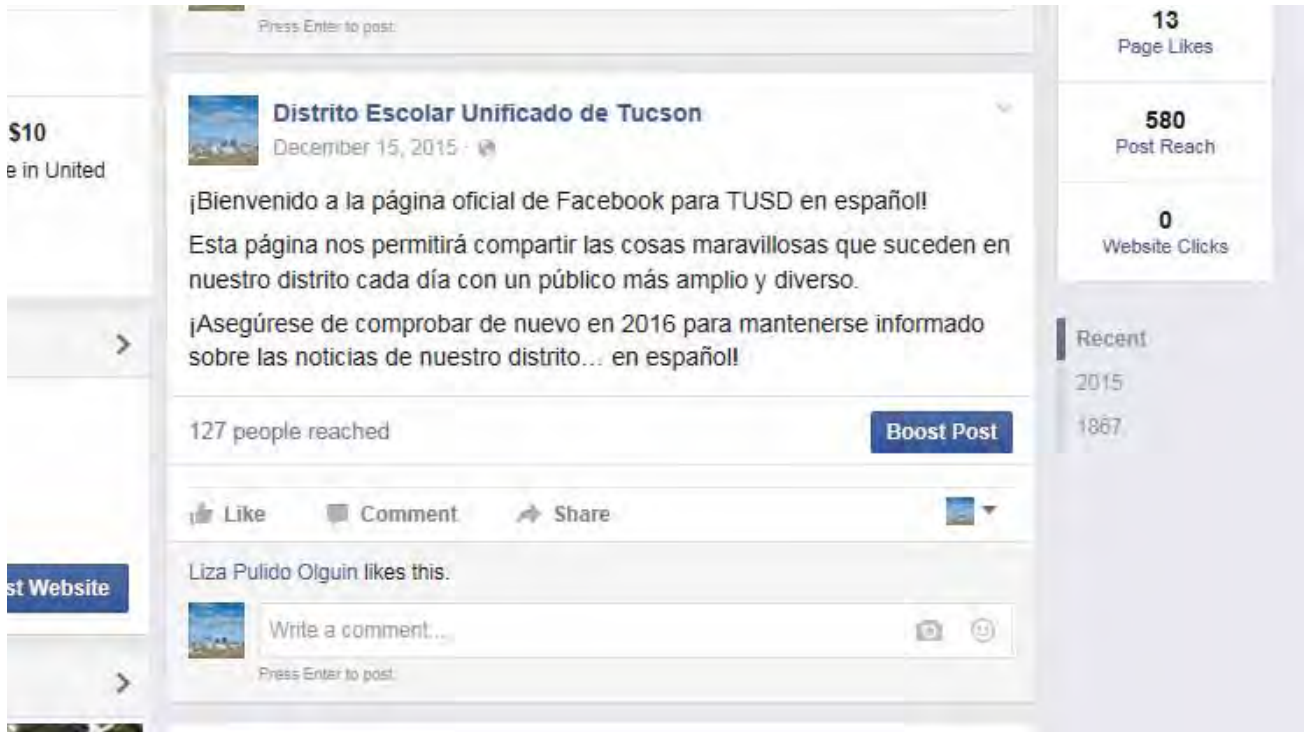 Press Enter to post.
Distrito Escolar Unificado de Tucson
December 15, 2015 ·
¡Bienvenido a la página oficial de Facebook para TUSD en español!
Esta página nos permitirá compartir las cosas maravillosas que suceden en
nuestro distrito cada día con un público más amplio y diverso.
¡Asegúrese de comprobar de nuevo en 2016 para mantenerse informado
sobre las noticias de nuestro distrito… en español!
127 people reached
Boost Post
Like Comment Share
Liza Pulido Olguin likes this.
Write a comment...
Press Enter to post.
$10
e in United
st Website
13
Page Likes
580
Post Reach
0
Website Clicks
Recent
2015
1867